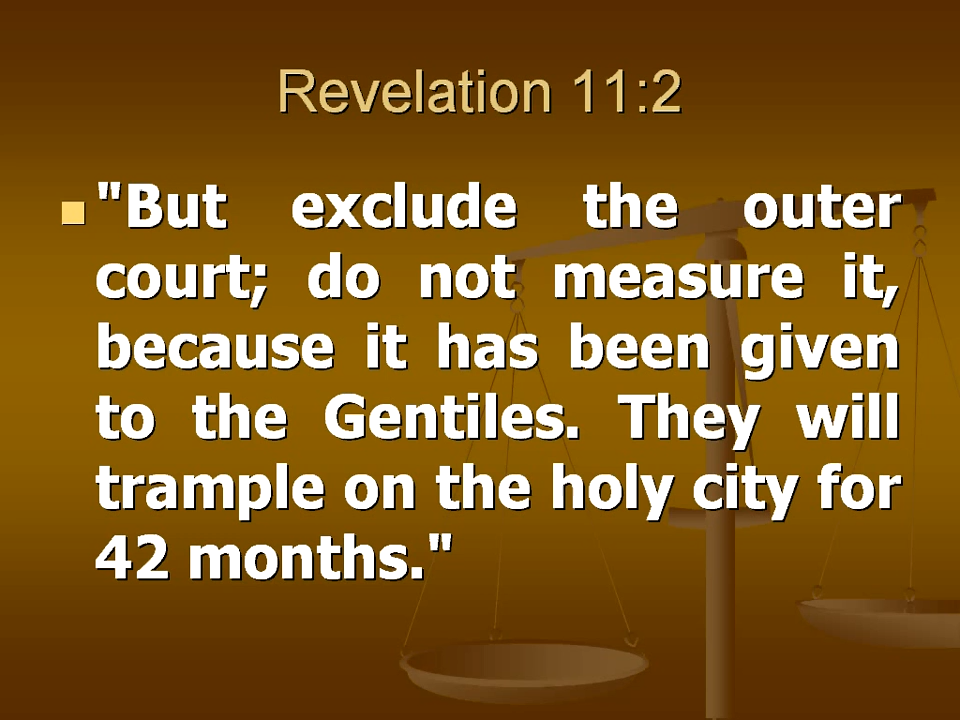 Revelation 11:2
"But exclude the outer
court; do not measure it,
because it has been given
to the Gentiles. They will
trample on the holy city for
42 months."